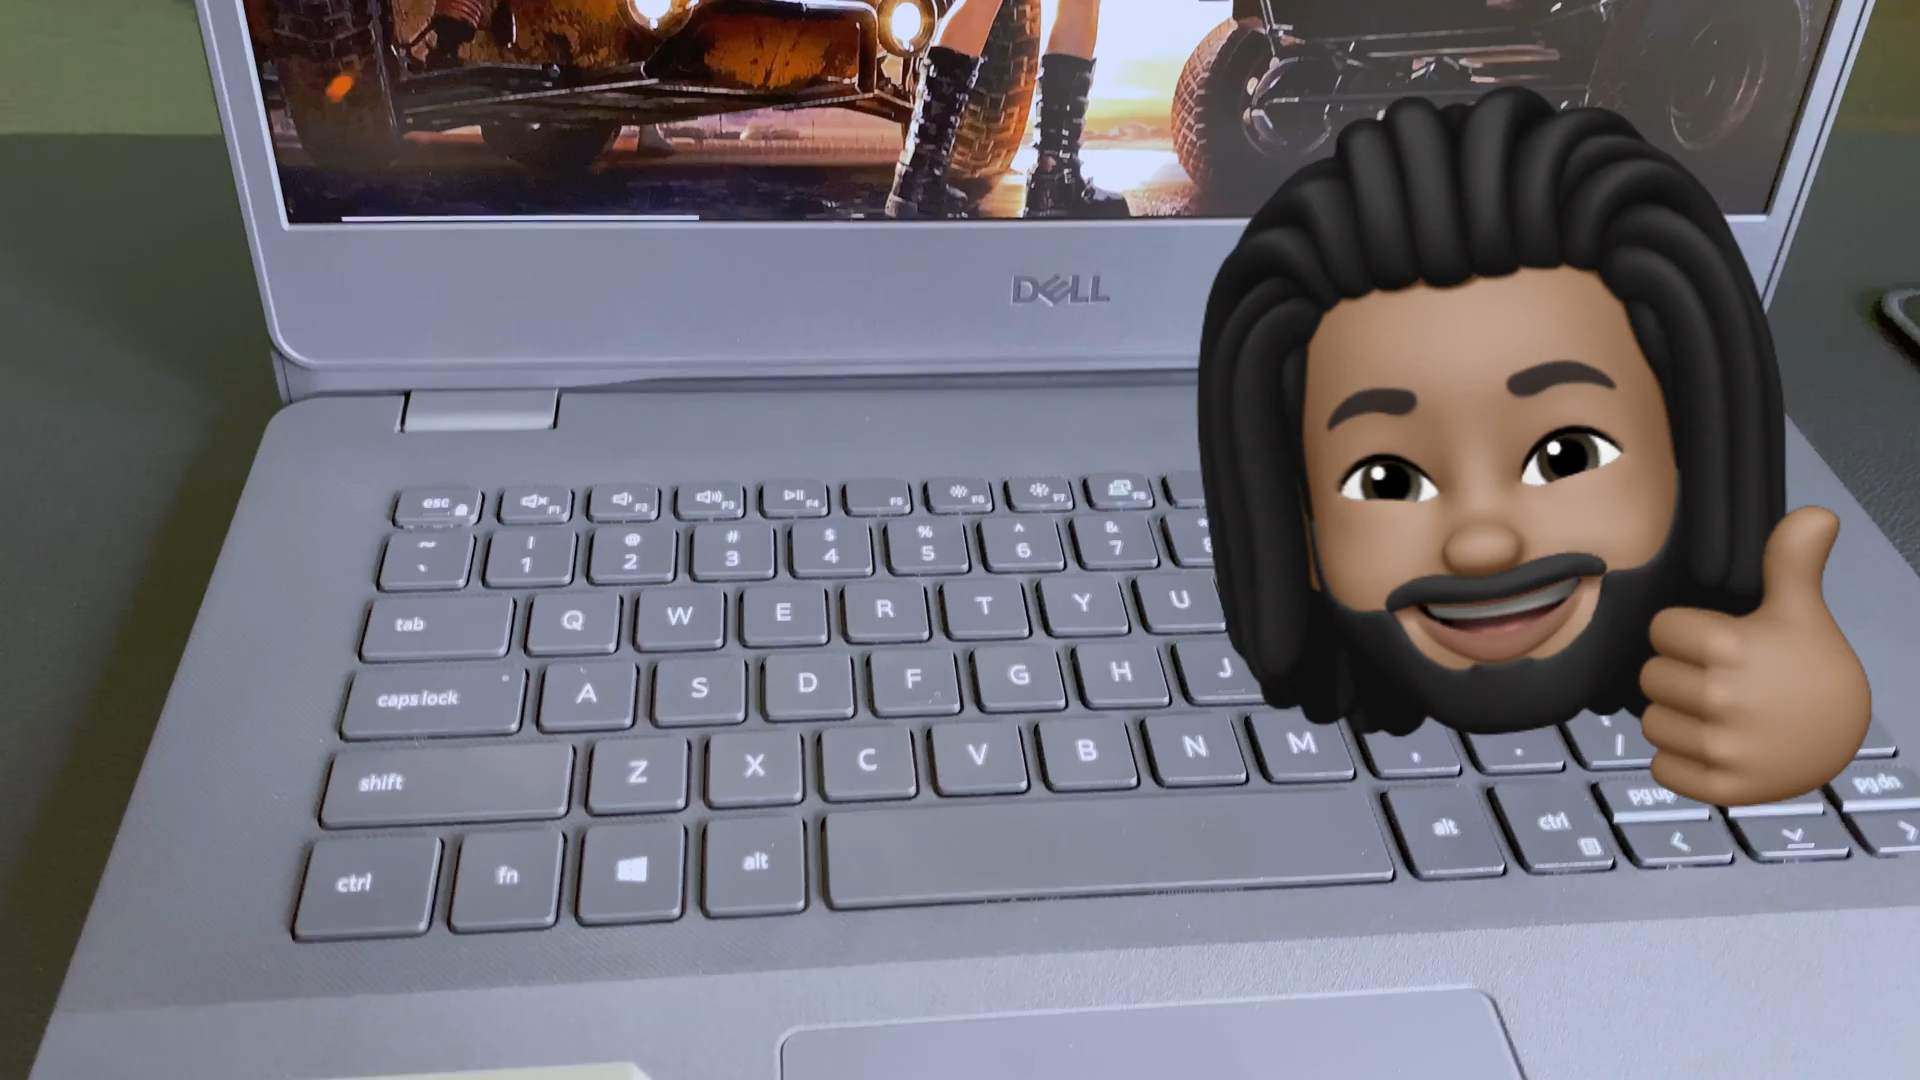 DELL
esc F1 F2 F3 F4 F5 F6 F7 F8
~ ! @ # $ % ^ & *
` 1 2 3 4 5 6 7 8
tab Q W E R T Y U
caps lock A S D F G H J
shift Z X C V B N M , . /
pg up pg dn
ctrl fn alt alt ctrl < >